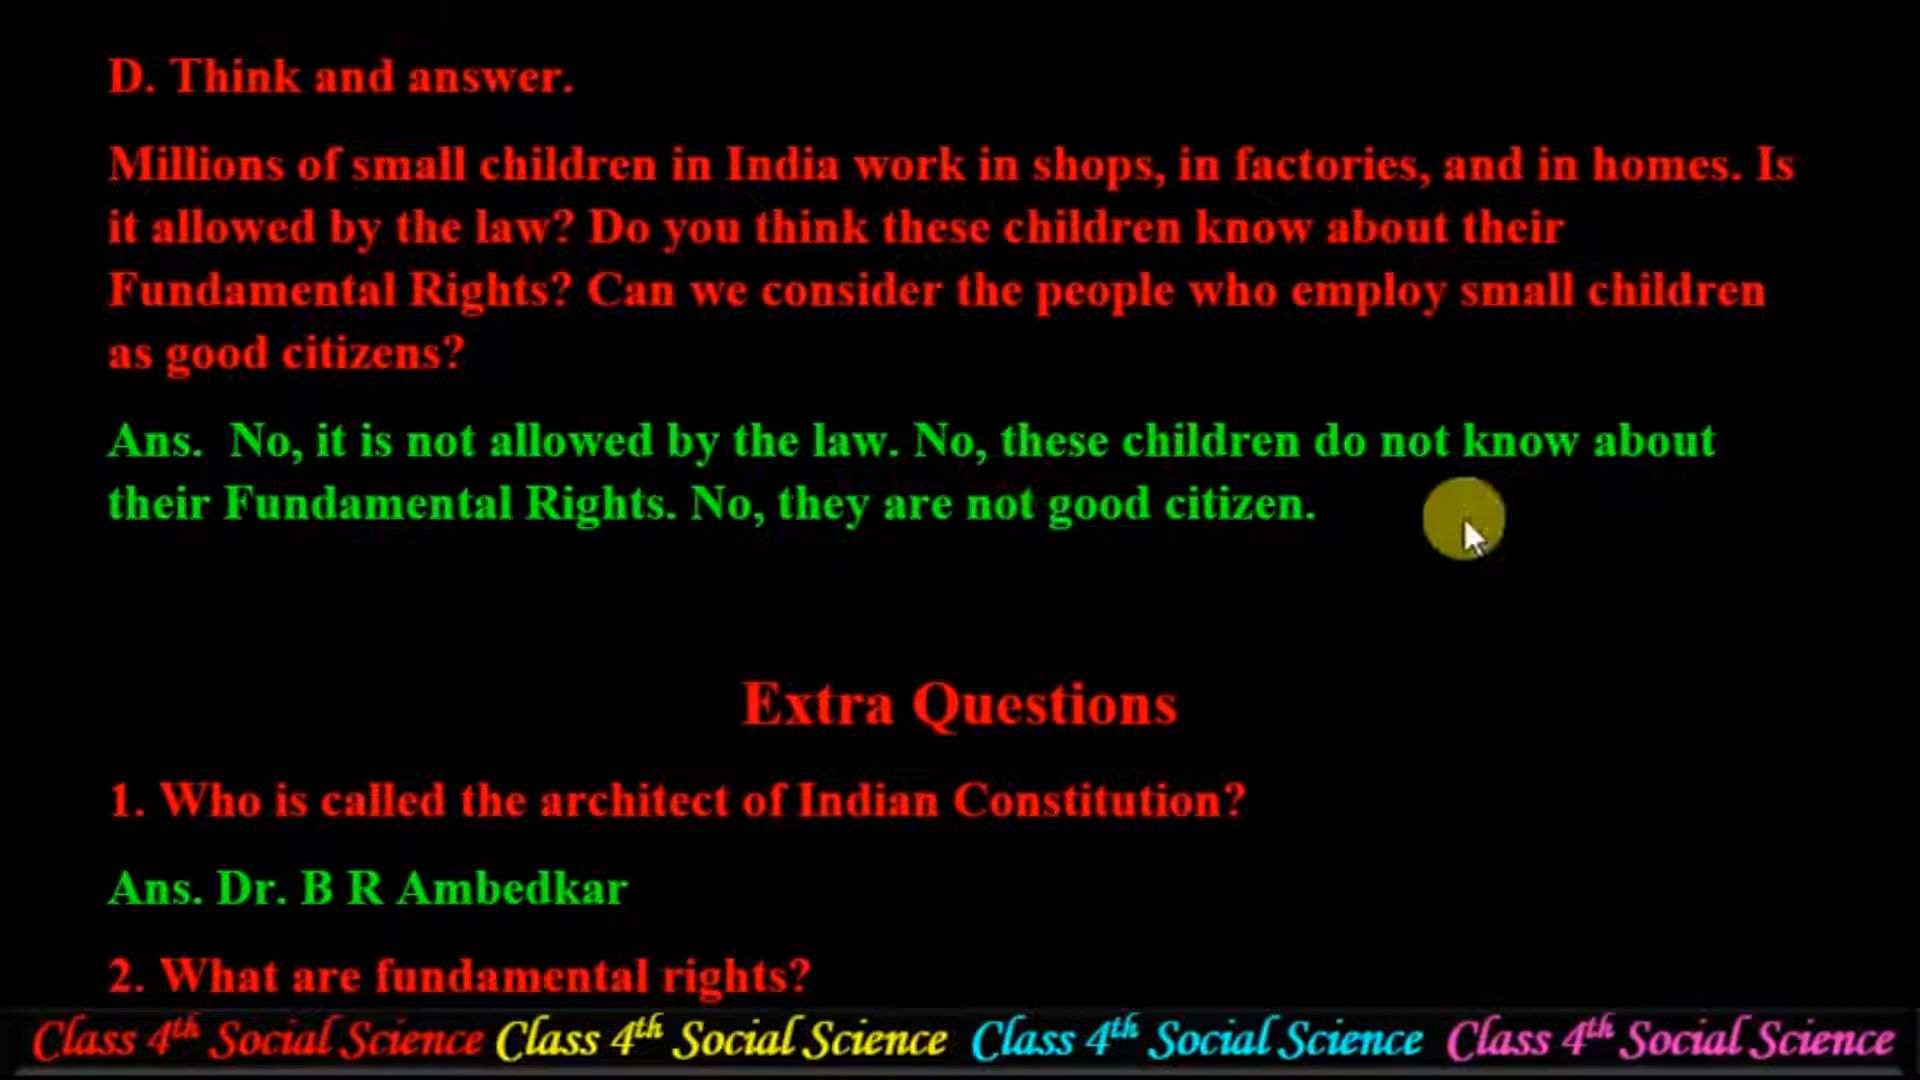 D. Think and answer.
Millions of small children in India work in shops, in factories, and in homes. Is
it allowed by the law? Do you think these children know about their
Fundamental Rights? Can we consider the people who employ small children
as good citizens?
Ans. No, it is not allowed by the law. No, these children do not know about
their Fundamental Rights. No, they are not good citizen.
Extra Questions
1. Who is called the architect of Indian Constitution?
Ans. Dr. B R Ambedkar
2. What are fundamental rights?
Class 4th Social Science Class 4th Social Science Class 4th Social Science Class 4th Social Science